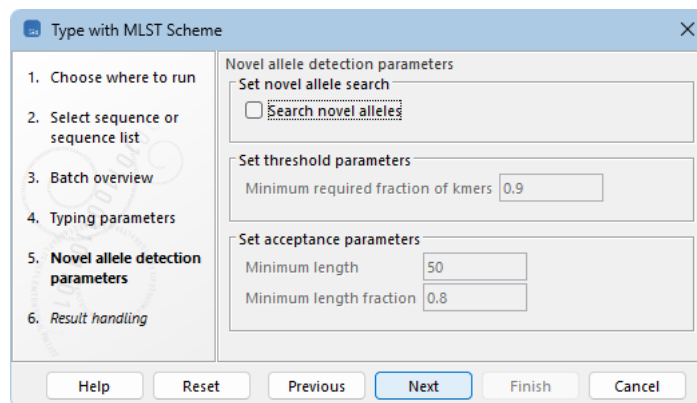 Type with MLST Scheme
1. Choose where to run
2. Select sequence or
sequence list
3. Batch overview
4. Typing parameters
5. Novel allele detection
parameters
6. Result handling
Novel allele detection parameters
Set novel allele search
Search novel alleles
Set threshold parameters
Minimum required fraction of kmers 0.9
Set acceptance parameters
Minimum length 50
Minimum length fraction 0.8
Help Reset Previous Next Finish Cancel